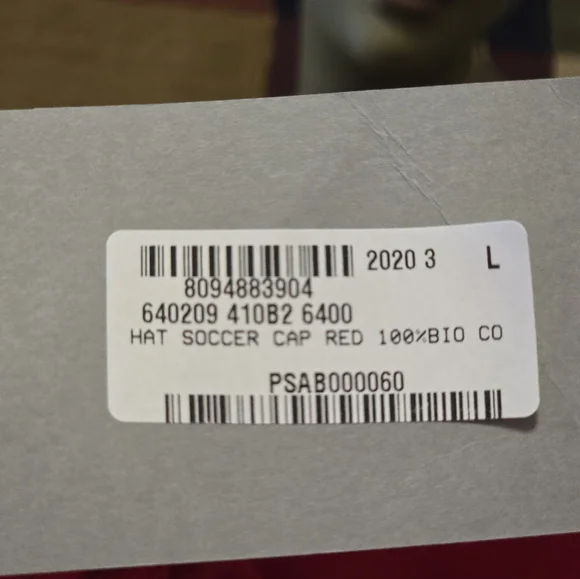 2020 3 L
8094883904
640209 410B2 6400
HAT SOCCER CAP RED 100%BIO CO
PSAB000060